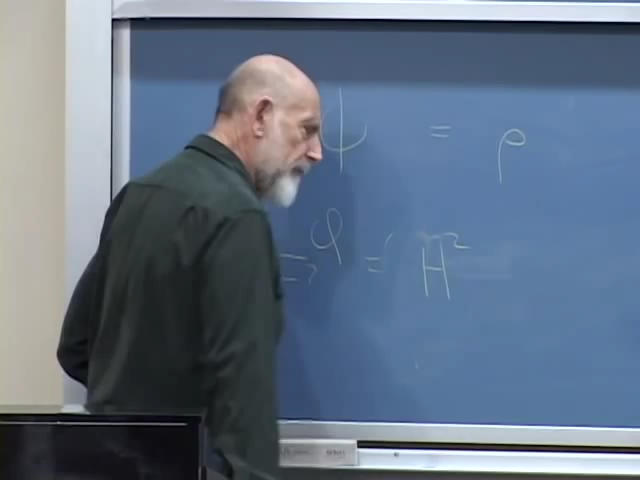 ψ = ρ
⇒ φ = H²